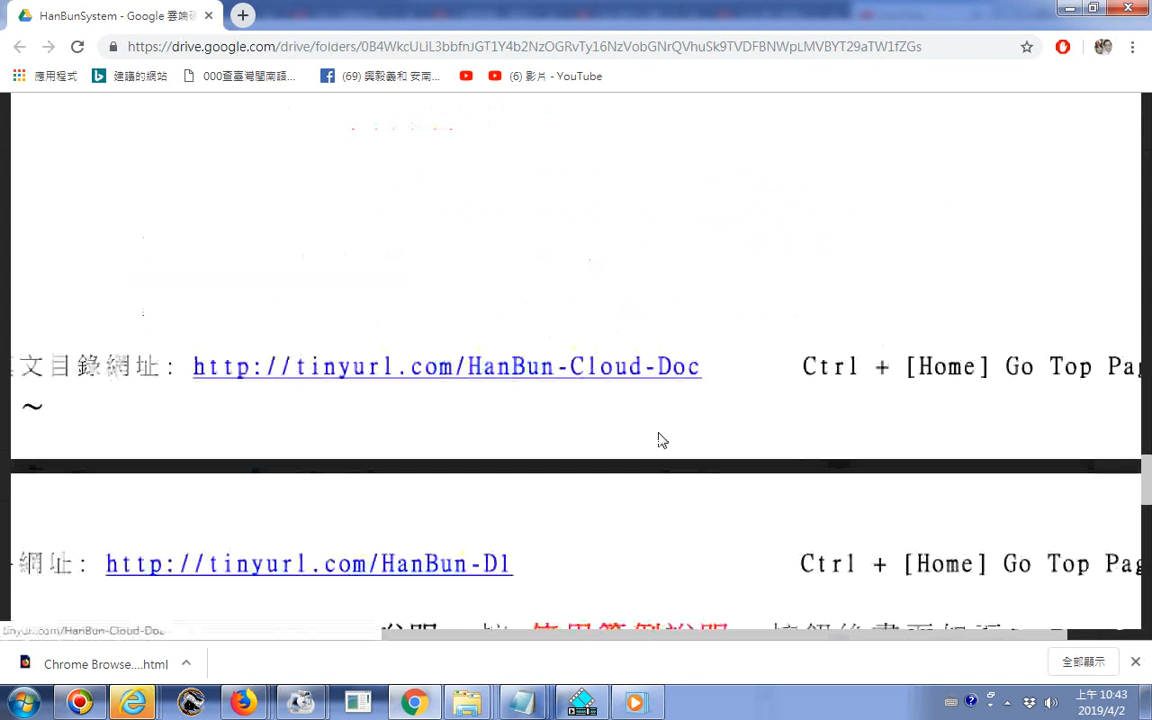 HanBunSystem - Google 雲端硬
https://drive.google.com/drive/folders/0B4WkcULlL3bbfnJGT1Y4b2NzOGRvTy16NzVobGNrQVhuSk9TVDFBNWpLMVBYT29aTW1fZGs
應用程式 建議的網站 000查臺灣閩南語... (69) 興毅義和 安南... (6) 影片 - YouTube
文目錄網址: http://tinyurl.com/HanBun-Cloud-Doc Ctrl + [Home] Go Top Pag
~
網址: http://tinyurl.com/HanBun-Dl Ctrl + [Home] Go Top Pag
tinyurl.com/HanBun-Cloud-Doc
Chrome Browse....html 全部顯示
上午 10:43
2019/4/2